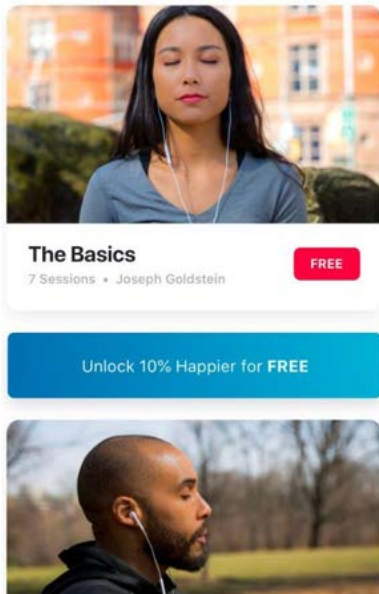 The Basics
7 Sessions • Joseph Goldstein
FREE
Unlock 10% Happier for FREE